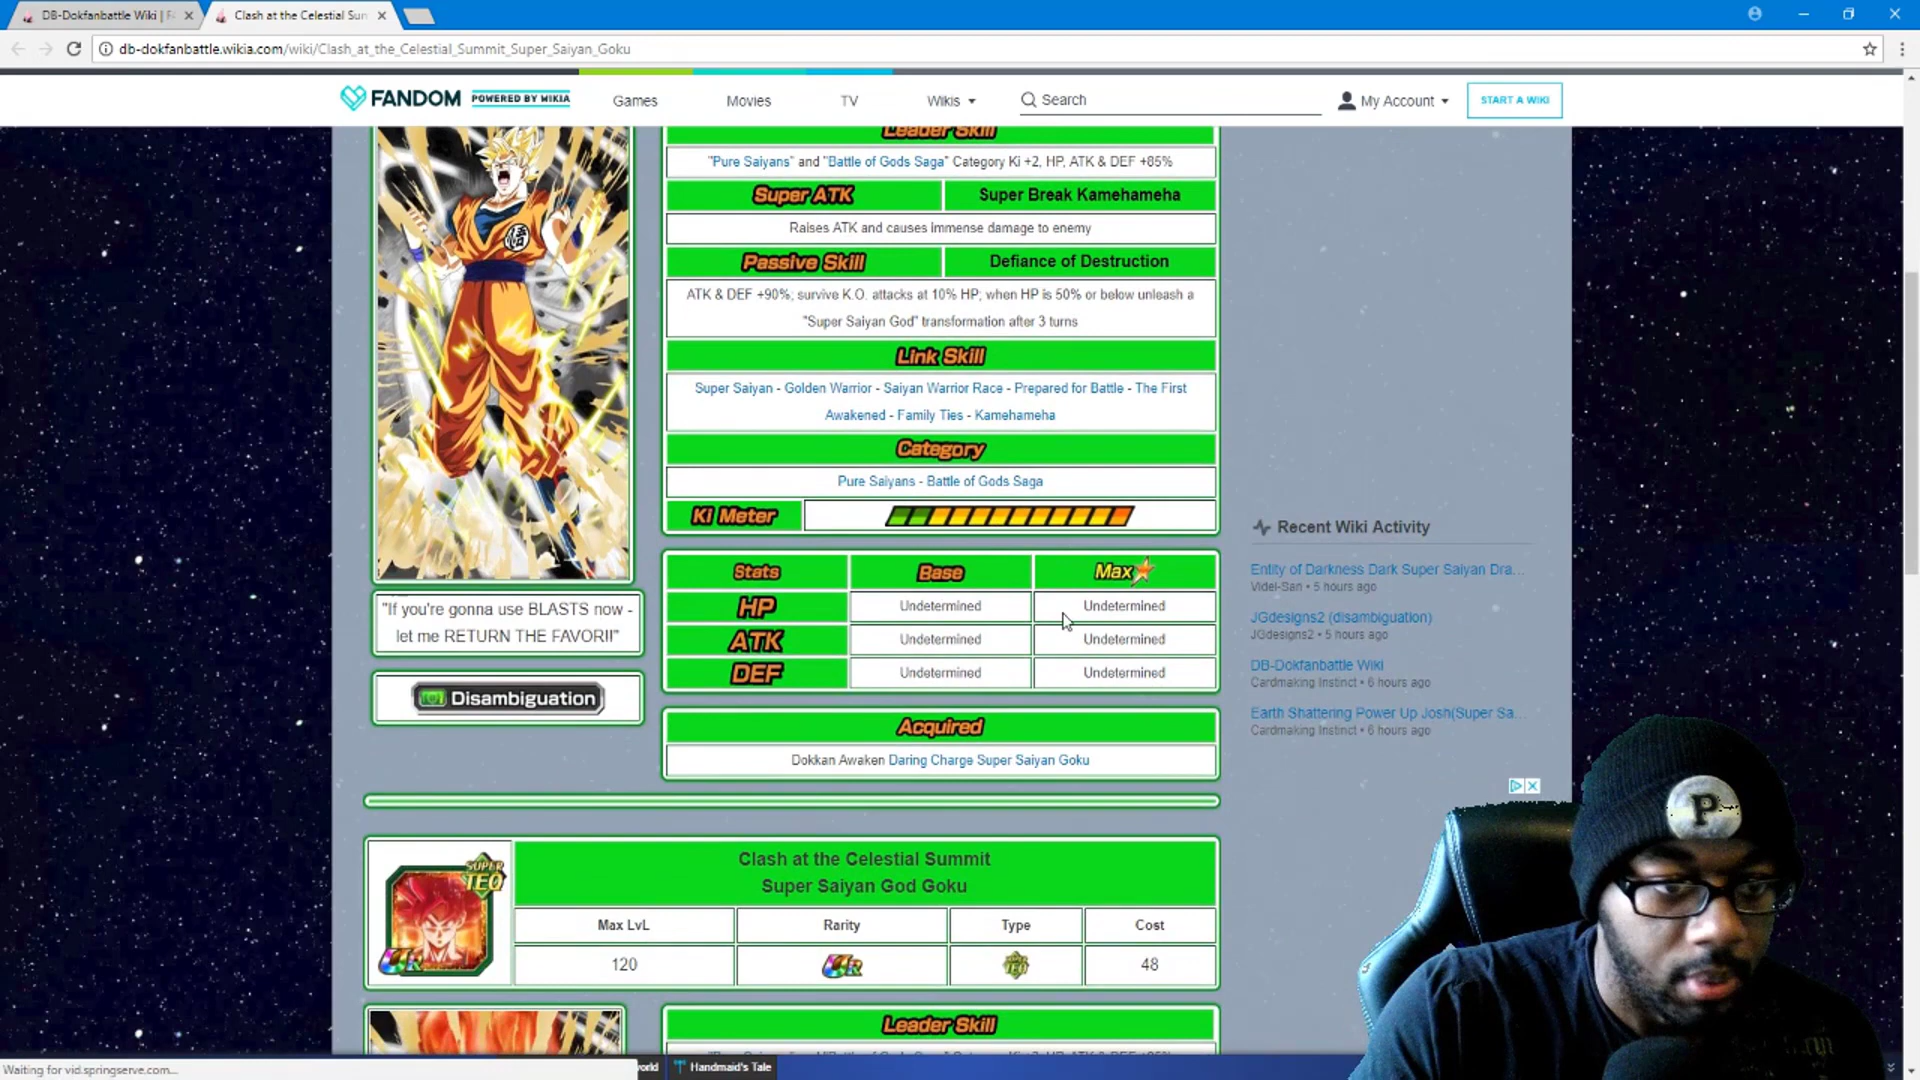 DB-Dokfanbattle Wiki | F
Clash at the Celestial Sun
db-dokfanbattle.wikia.com/wiki/Clash_at_the_Celestial_Summit_Super_Saiyan_Goku
FANDOM POWERED BY WIKIA Games Movies TV Wikis Search My Account START A WIKI
Leader Skill
"Pure Saiyans" and "Battle of Gods Saga" Category Ki +2, HP, ATK & DEF +85%
Super ATK Super Break Kamehameha
Raises ATK and causes immense damage to enemy
Passive Skill Defiance of Destruction
ATK & DEF +90%; survive K.O. attacks at 10% HP; when HP is 50% or below unleash a
"Super Saiyan God" transformation after 3 turns
Link Skill
Super Saiyan - Golden Warrior - Saiyan Warrior Race - Prepared for Battle - The First
Awakened - Family Ties - Kamehameha
Category
Pure Saiyans - Battle of Gods Saga
Ki Meter
Stats Base Max
HP Undetermined Undetermined
ATK Undetermined Undetermined
DEF Undetermined Undetermined
"If you're gonna use BLASTS now -
let me RETURN THE FAVOR!!"
Disambiguation
Acquired
Dokkan Awaken Daring Charge Super Saiyan Goku
Recent Wiki Activity
Entity of Darkness Dark Super Saiyan Dra...
Videl-San • 5 hours ago
JGdesigns2 (disambiguation)
JGdesigns2 • 5 hours ago
DB-Dokfanbattle Wiki
Cardmaking Instinct • 6 hours ago
Earth Shattering Power Up Josh(Super Sa...
Cardmaking Instinct • 6 hours ago
SUPER TEQ
UR
Clash at the Celestial Summit
Super Saiyan God Goku
Max LvL Rarity Type Cost
120 UR SUPER TEQ 48
Leader Skill
Waiting for vid.springserve.com...
world
Handmaid's Tale
P